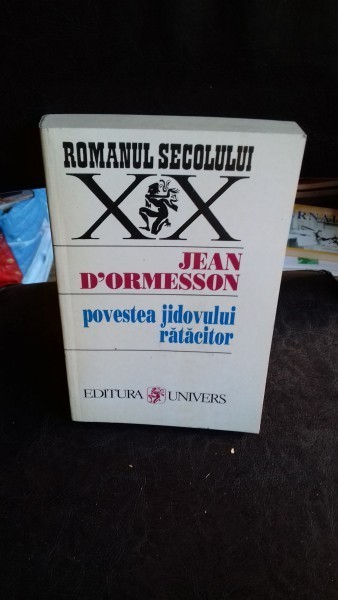 ROMANUL SECOLULUI
XX
JEAN
D'ORMESSON
povestea jidovului
rătăcitor
EDITURA UNIVERS